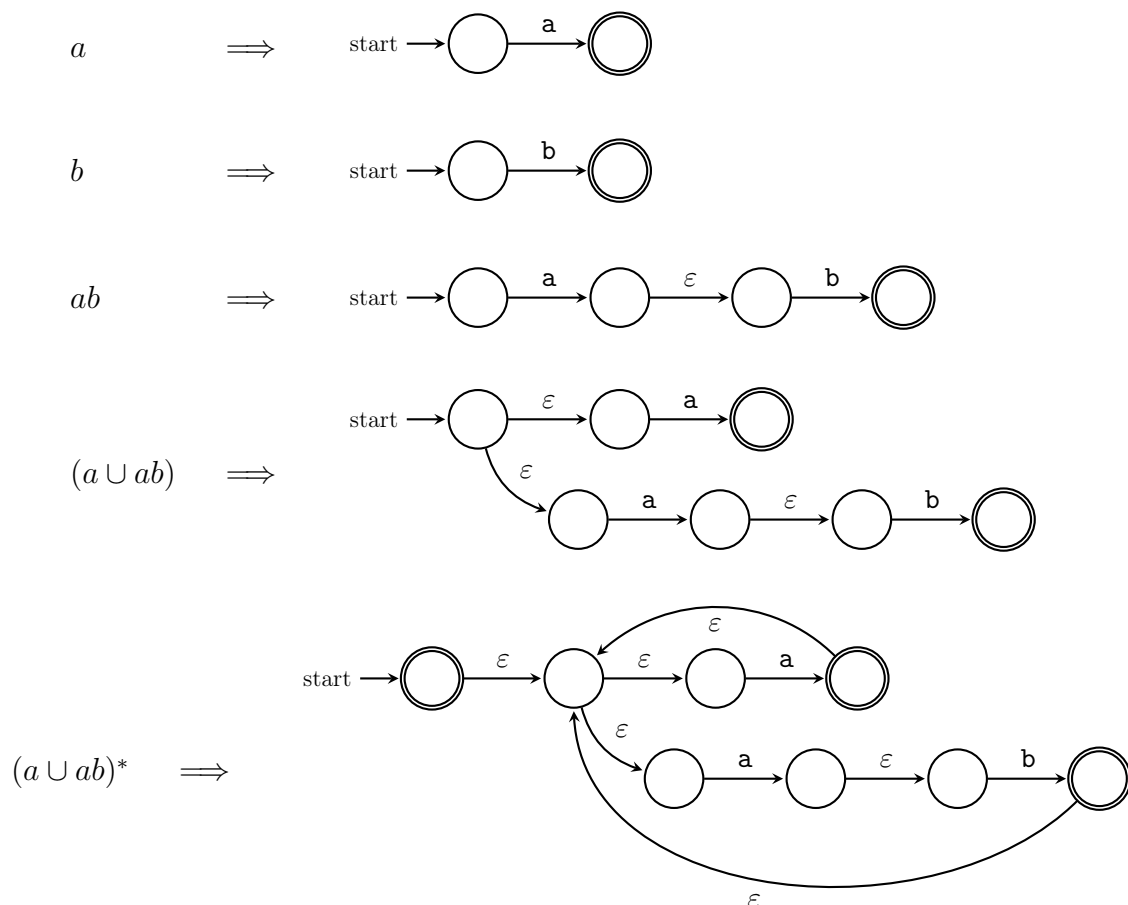 a ⟹ start a
b ⟹ start b
ab ⟹ start a ε b
start ε a
ε
(a ∪ ab) ⟹
a ε b
ε
start ε ε a
ε
(a ∪ ab)* ⟹
a ε b
ε